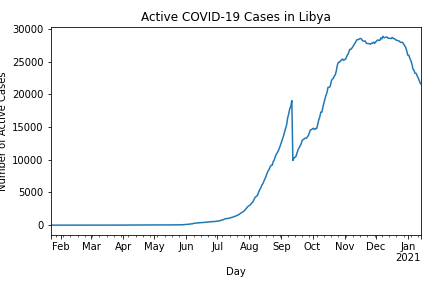 Active COVID-19 Cases in Libya
Number of Active Cases
30000
25000
20000
15000
10000
5000
0
Feb Mar Apr May Jun Jul Aug Sep Oct Nov Dec Jan
2021
Day